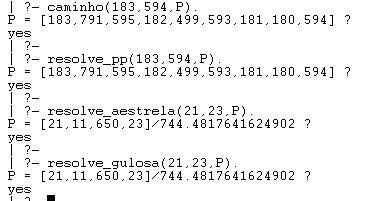 | ?- caminho(183,594,P).
P = [183,791,595,182,499,593,181,180,594] ?
yes
| ?-
| ?- resolve_pp(183,594,P).
P = [183,791,595,182,499,593,181,180,594] ?
yes
| ?-
| ?- resolve_aestrela(21,23,P).
P = [21,11,650,23]/744.4817641624902 ?
yes
| ?-
| ?- resolve_gulosa(21,23,P).
P = [21,11,650,23]/744.4817641624902 ?
yes
| ?-